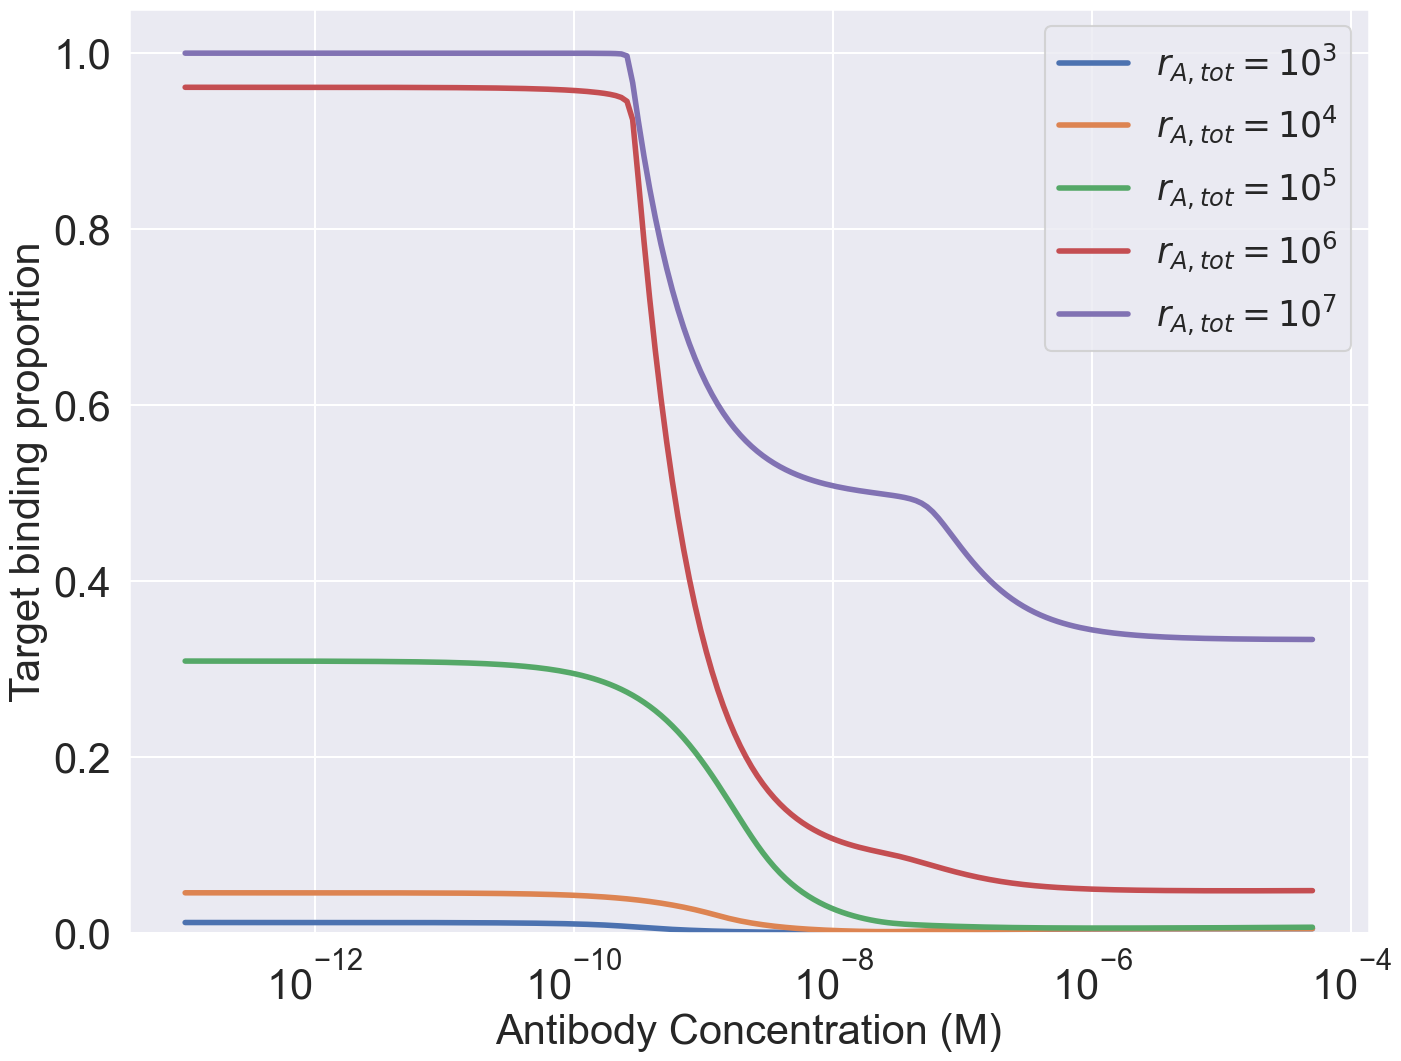 1.0
0.8
0.6
0.4
0.2
0.0
Target binding proportion
r_{A, tot} = 10^3
r_{A, tot} = 10^4
r_{A, tot} = 10^5
r_{A, tot} = 10^6
r_{A, tot} = 10^7
10^{−12} 10^{−10} 10^{−8} 10^{−6} 10^{−4}
Antibody Concentration (M)